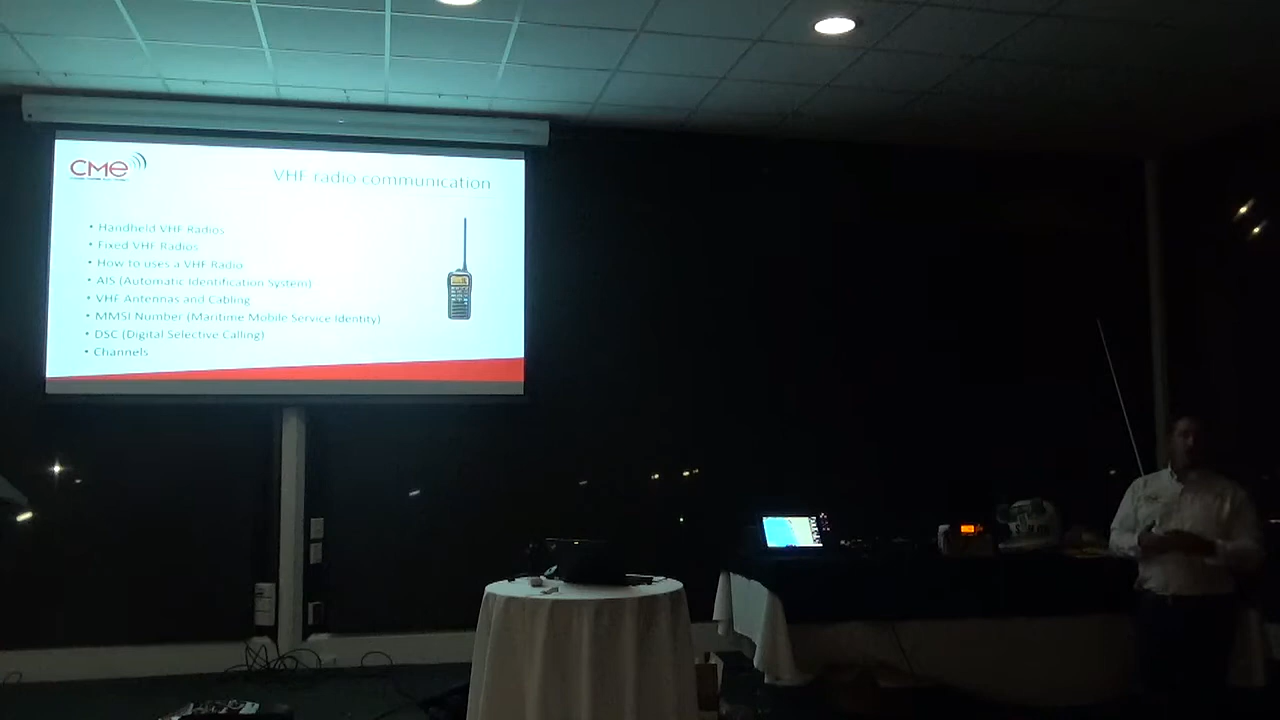 CMe
VHF radio communication
• Handheld VHF Radios
• Fixed VHF Radios
• How to uses a VHF Radio
• AIS (Automatic Identification System)
• VHF Antennas and Cabling
• MMSI Number (Maritime Mobile Service Identity)
• DSC (Digital Selective Calling)
• Channels